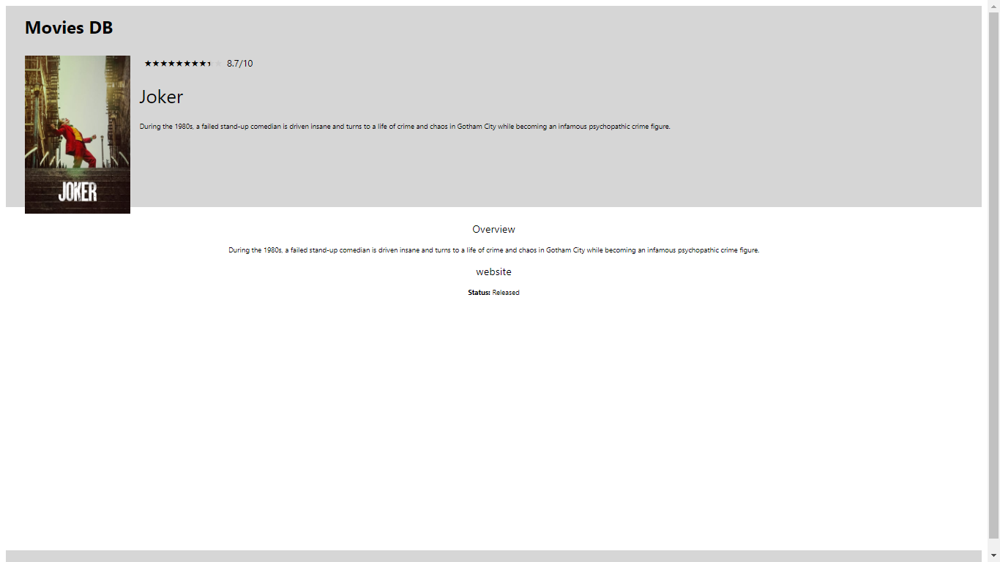 Movies DB
8.7/10
Joker
During the 1980s, a failed stand-up comedian is driven insane and turns to a life of crime and chaos in Gotham City while becoming an infamous psychopathic crime figure.
JOKER
Overview
During the 1980s, a failed stand-up comedian is driven insane and turns to a life of crime and chaos in Gotham City while becoming an infamous psychopathic crime figure.
website
Status: Released